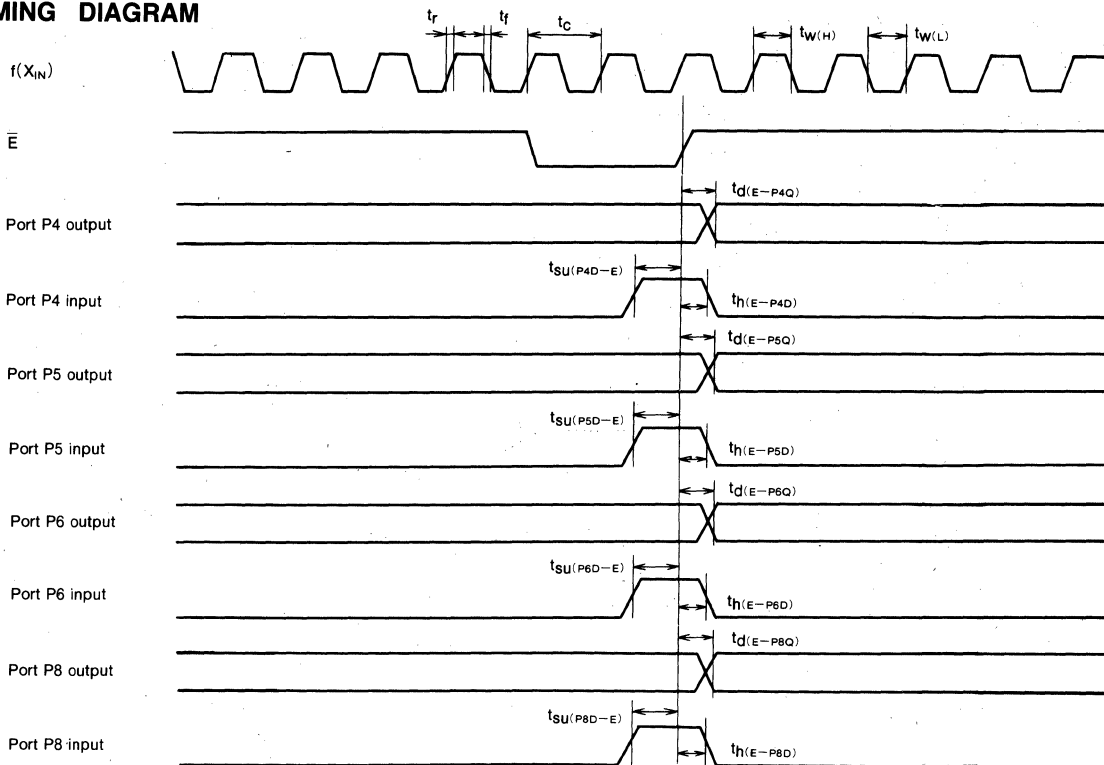 MING DIAGRAM
tr tf tC tW(H) tW(L)
f(XIN)
E̅
td(E−P4Q)
Port P4 output
tsu(P4D−E)
Port P4 input th(E−P4D)
td(E−P5Q)
Port P5 output
tsu(P5D−E)
Port P5 input th(E−P5D)
td(E−P6Q)
Port P6 output
tsu(P6D−E)
Port P6 input th(E−P6D)
td(E−P8Q)
Port P8 output
tsu(P8D−E)
Port P8 input th(E−P8D)